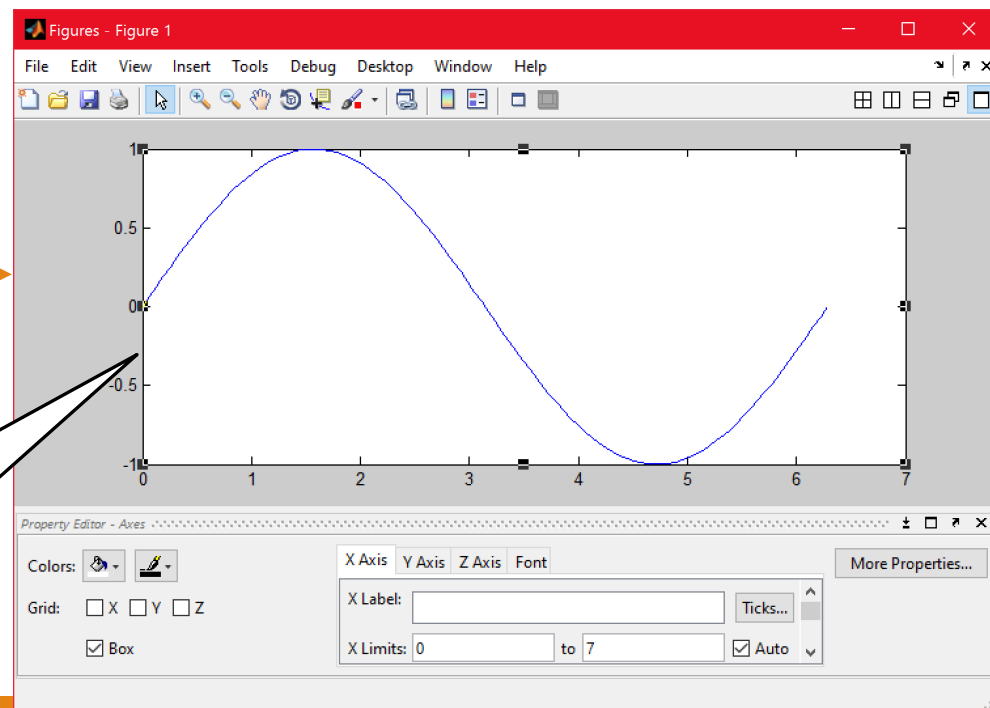 Figures - Figure 1
File Edit View Insert Tools Debug Desktop Window Help
1
0.5
0
-0.5
-1
0 1 2 3 4 5 6 7
Property Editor - Axes
Colors:
Grid: X Y Z
Box
X Axis Y Axis Z Axis Font
X Label: Ticks...
X Limits: 0 to 7 Auto
More Properties...